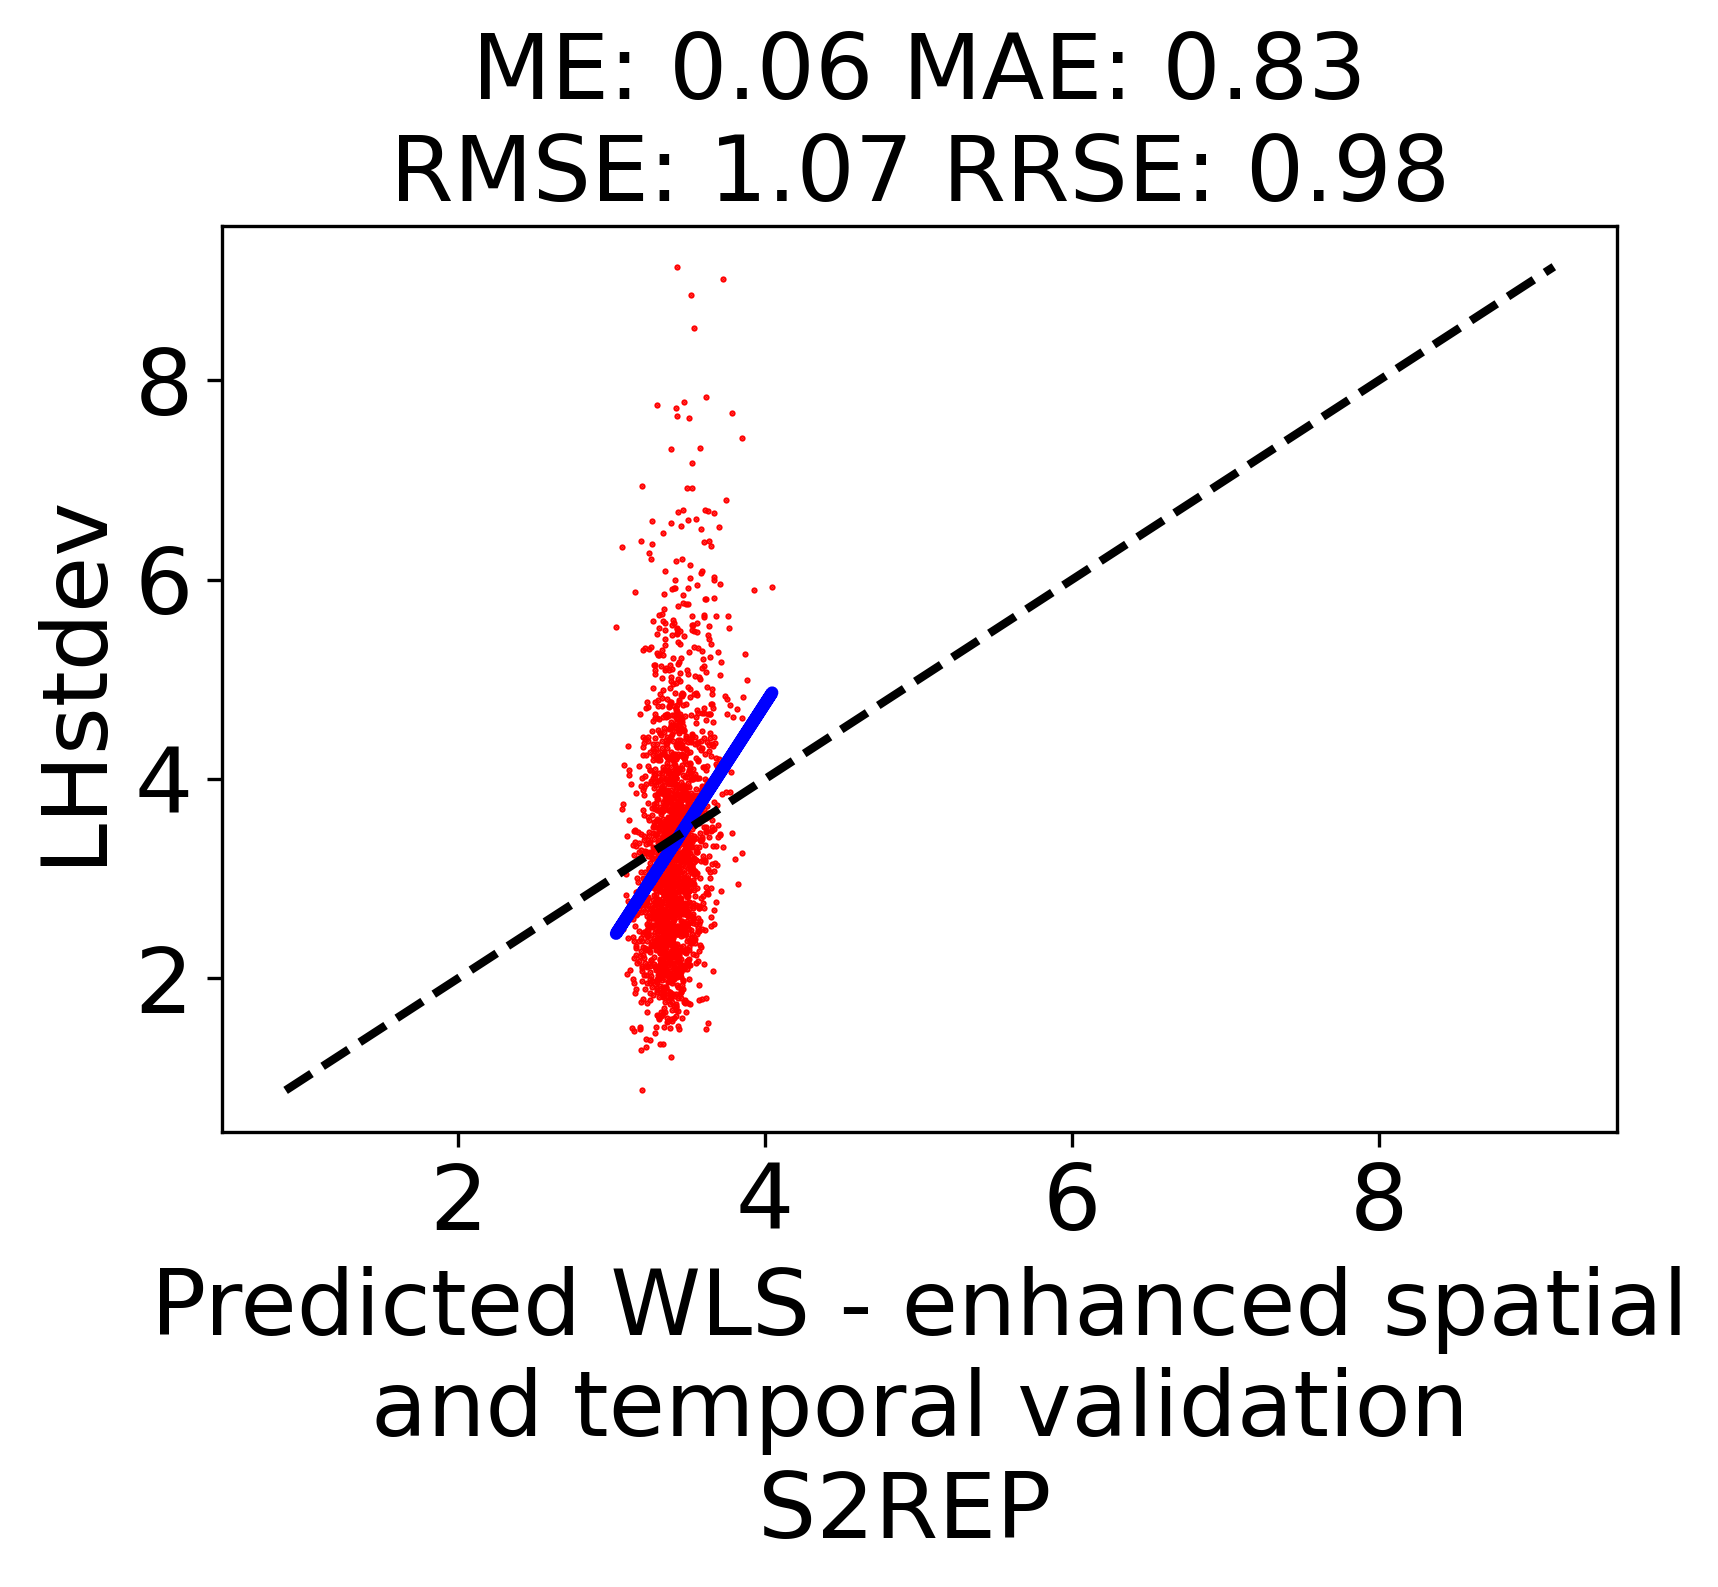 ME: 0.06 MAE: 0.83
RMSE: 1.07 RRSE: 0.98
LHstdev
8
6
4
2
2 4 6 8
Predicted WLS - enhanced spatial
and temporal validation
S2REP